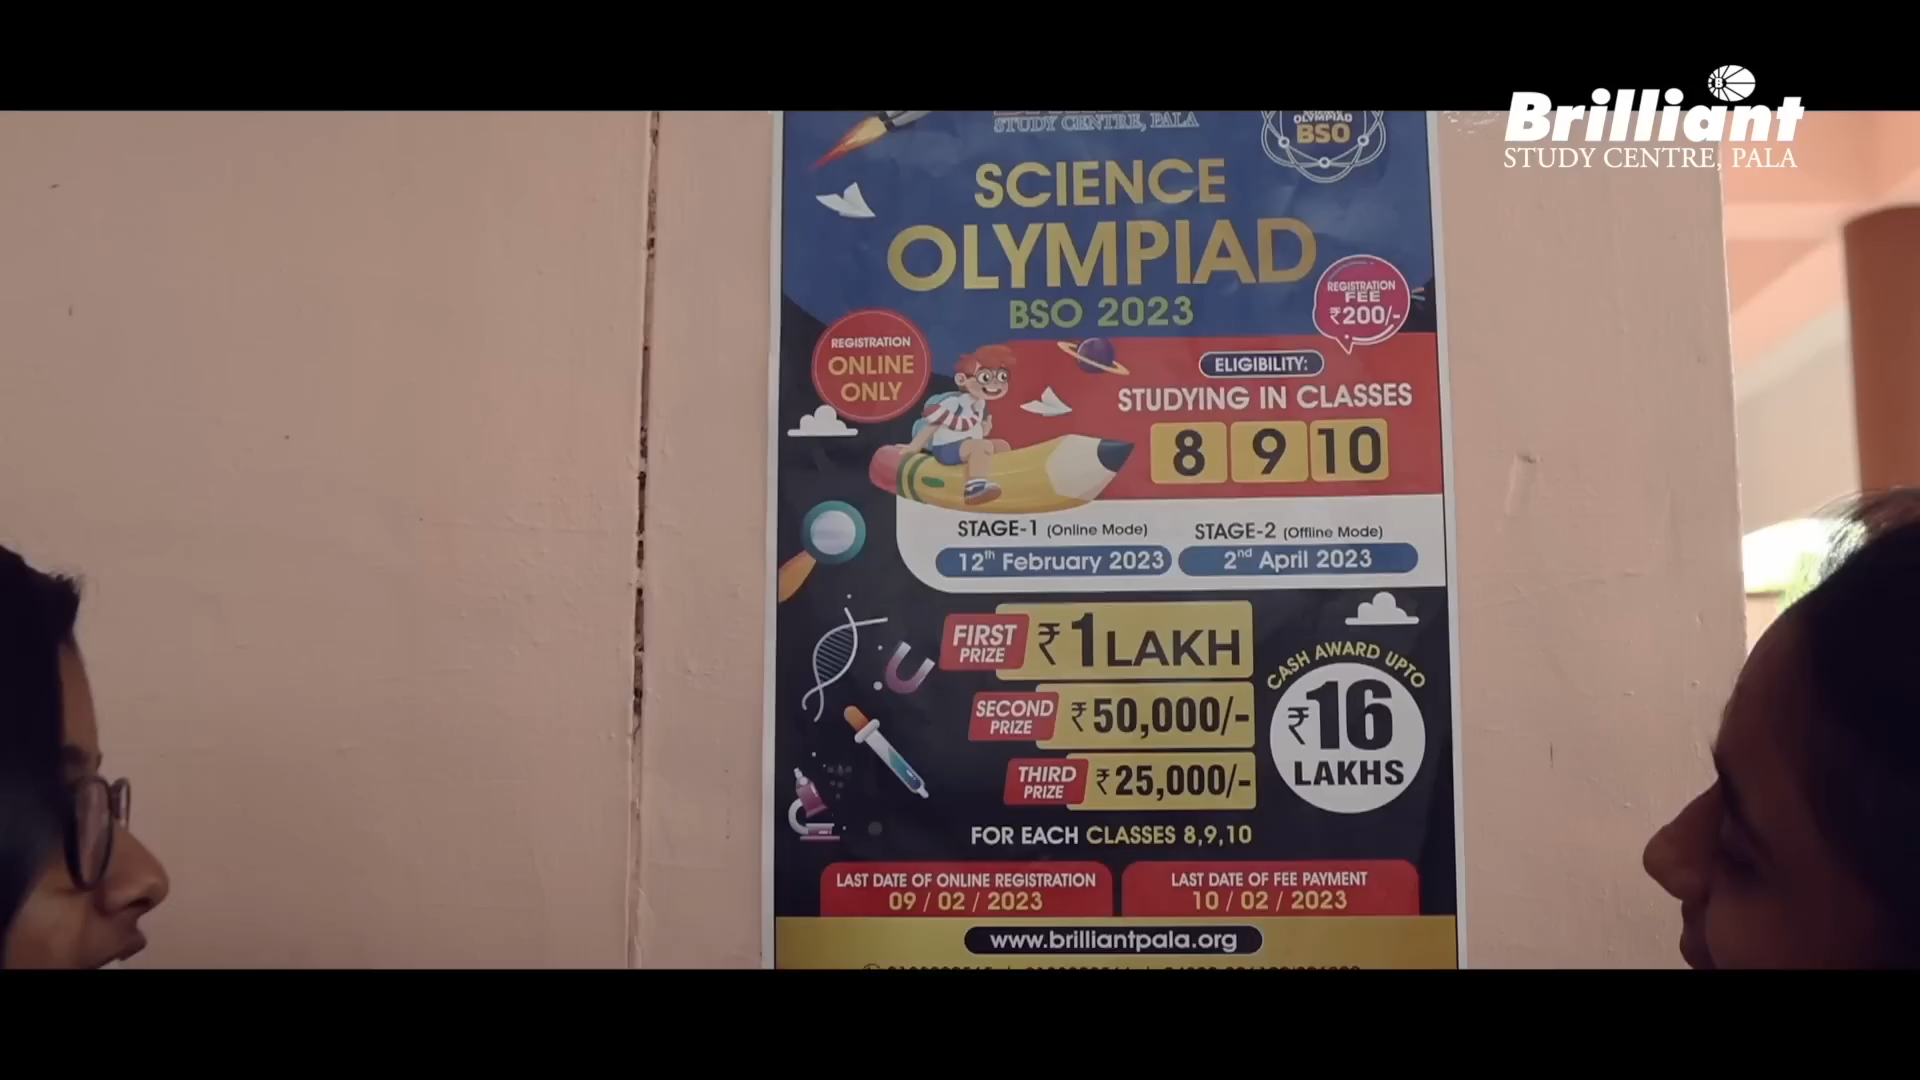 Brilliant
STUDY CENTRE, PALA
STUDY CENTRE, PALA
OLYMPIAD
BSO
SCIENCE
OLYMPIAD
BSO 2023
REGISTRATION
FEE
₹200/-
REGISTRATION
ONLINE
ONLY
ELIGIBILITY:
STUDYING IN CLASSES
8 9 10
STAGE-1 (Online Mode)
12th February 2023
STAGE-2 (Offline Mode)
2nd April 2023
FIRST
PRIZE
₹1 LAKH
SECOND
PRIZE
₹50,000/-
THIRD
PRIZE
₹25,000/-
CASH AWARD UPTO
₹16
LAKHS
FOR EACH CLASSES 8,9,10
LAST DATE OF ONLINE REGISTRATION
09 / 02 / 2023
LAST DATE OF FEE PAYMENT
10 / 02 / 2023
www.brilliantpala.org